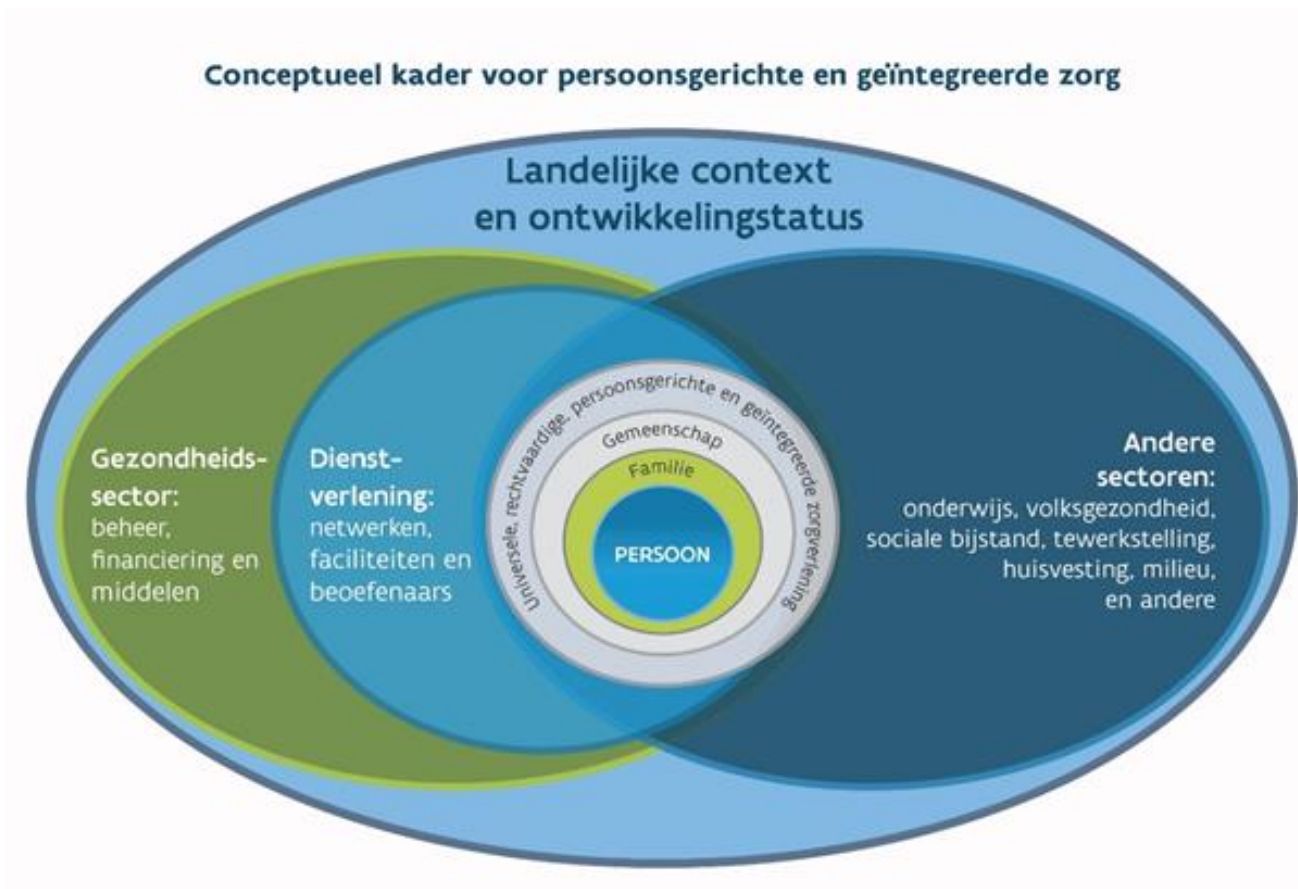 Conceptueel kader voor persoonsgerichte en geïntegreerde zorg
Landelijke context
en ontwikkelingstatus
Gezondheids-
sector:
beheer,
financiering en
middelen
Dienst-
verlening:
netwerken,
faciliteiten en
beoefenaars
Universele, rechtvaardige, persoonsgerichte en geïntegreerde zorgverlening
Gemeenschap
Familie
PERSOON
Andere
sectoren:
onderwijs, volksgezondheid,
sociale bijstand, tewerkstelling,
huisvesting, milieu,
en andere